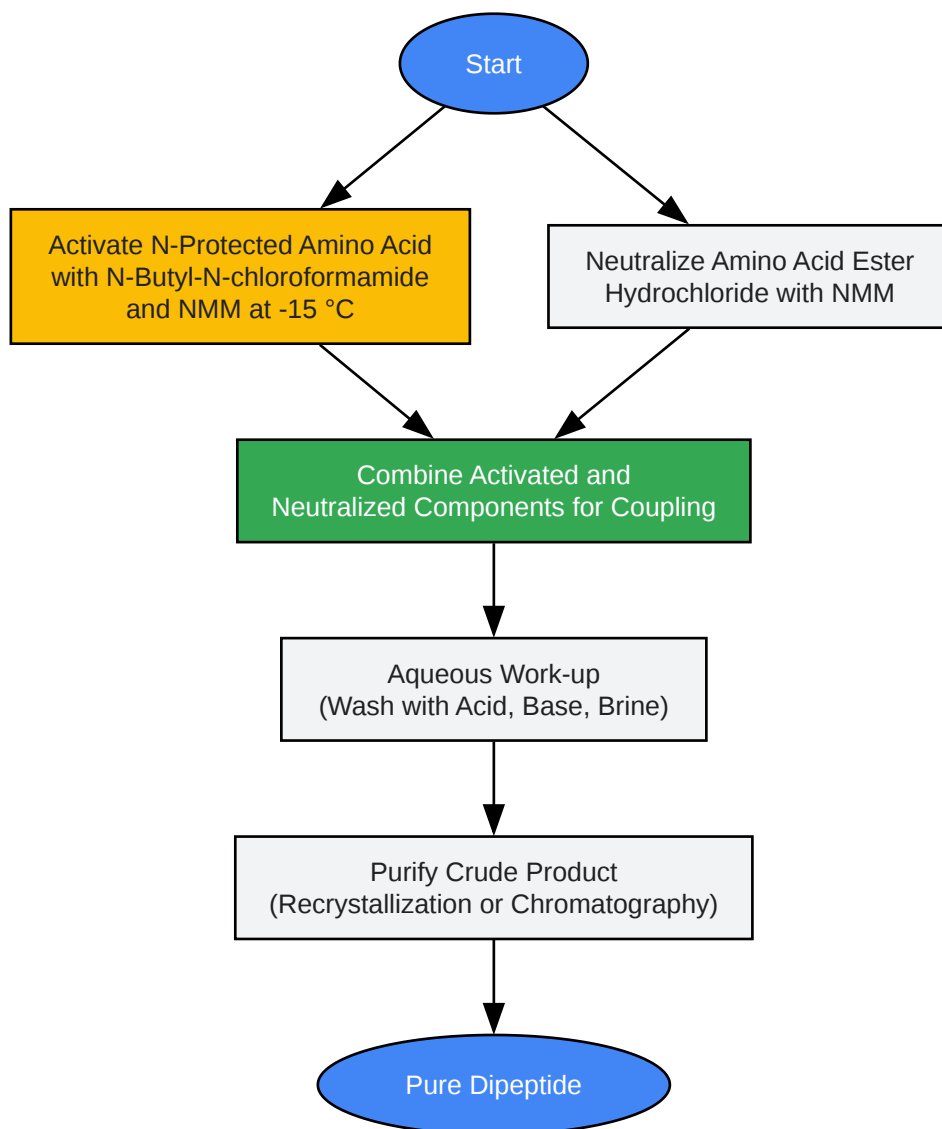 Start
Activate N-Protected Amino Acid
with N-Butyl-N-chloroformamide
and NMM at -15 °C
Neutralize Amino Acid Ester
Hydrochloride with NMM
Combine Activated and
Neutralized Components for Coupling
Aqueous Work-up
(Wash with Acid, Base, Brine)
Purify Crude Product
(Recrystallization or Chromatography)
Pure Dipeptide